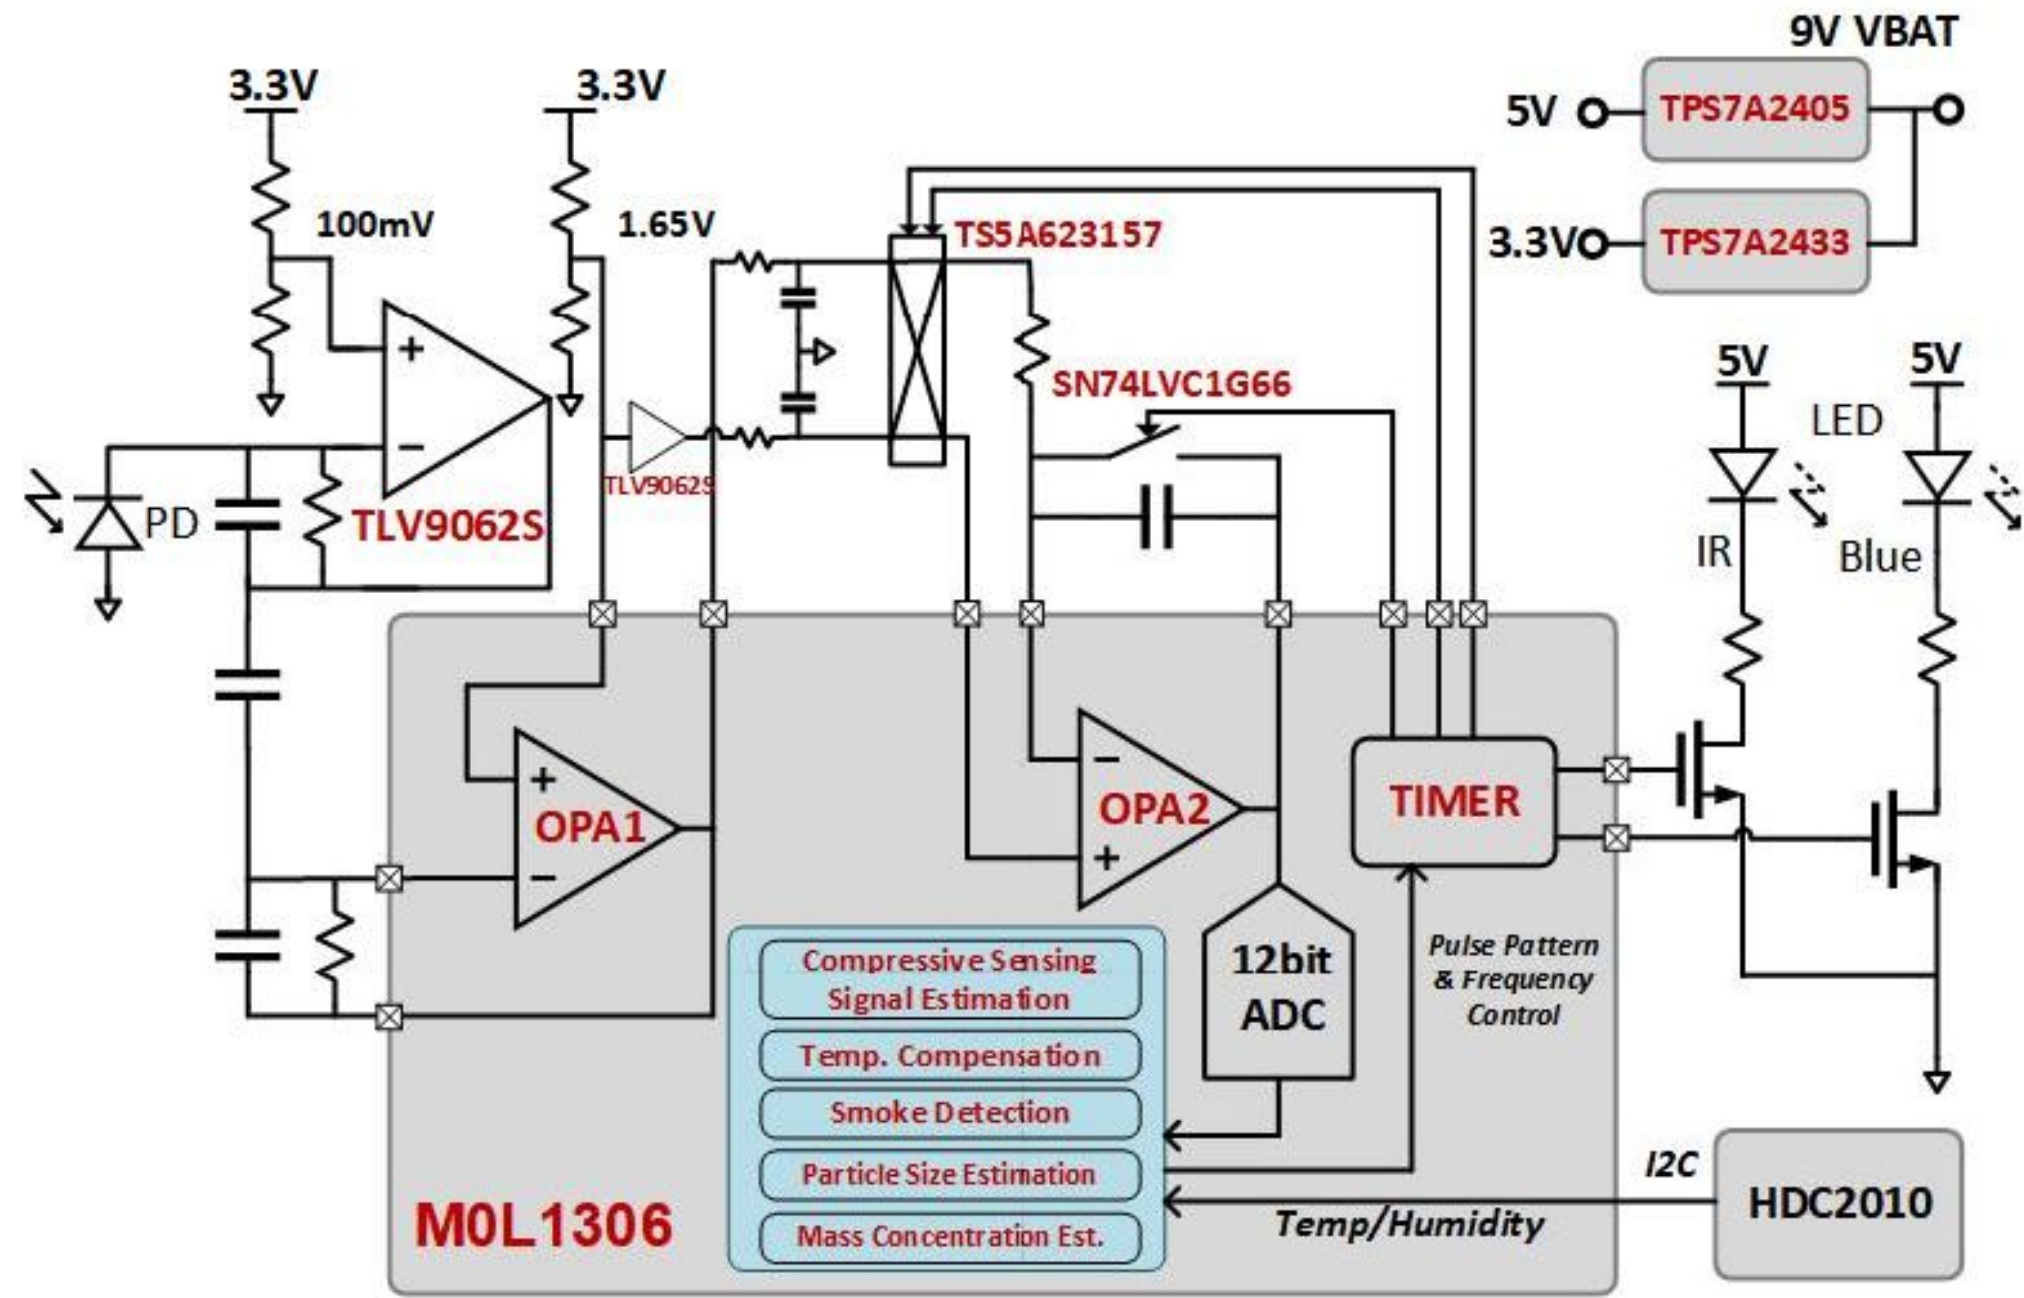 9V VBAT
3.3V
3.3V
5V
TPS7A2405
100mV
1.65V
TS5A623157
3.3V
TPS7A2433
+
5V
5V
SN74LVC1G66
LED
−
TLV9062S
PD
TLV9062S
IR
Blue
+
OPA1
−
−
OPA2
+
TIMER
Compressive Sensing
Signal Estimation
12bit
ADC
Pulse Pattern
& Frequency
Control
Temp. Compensation
Smoke Detection
Particle Size Estimation
I2C
M0L1306
Mass Concentration Est.
Temp/Humidity
HDC2010